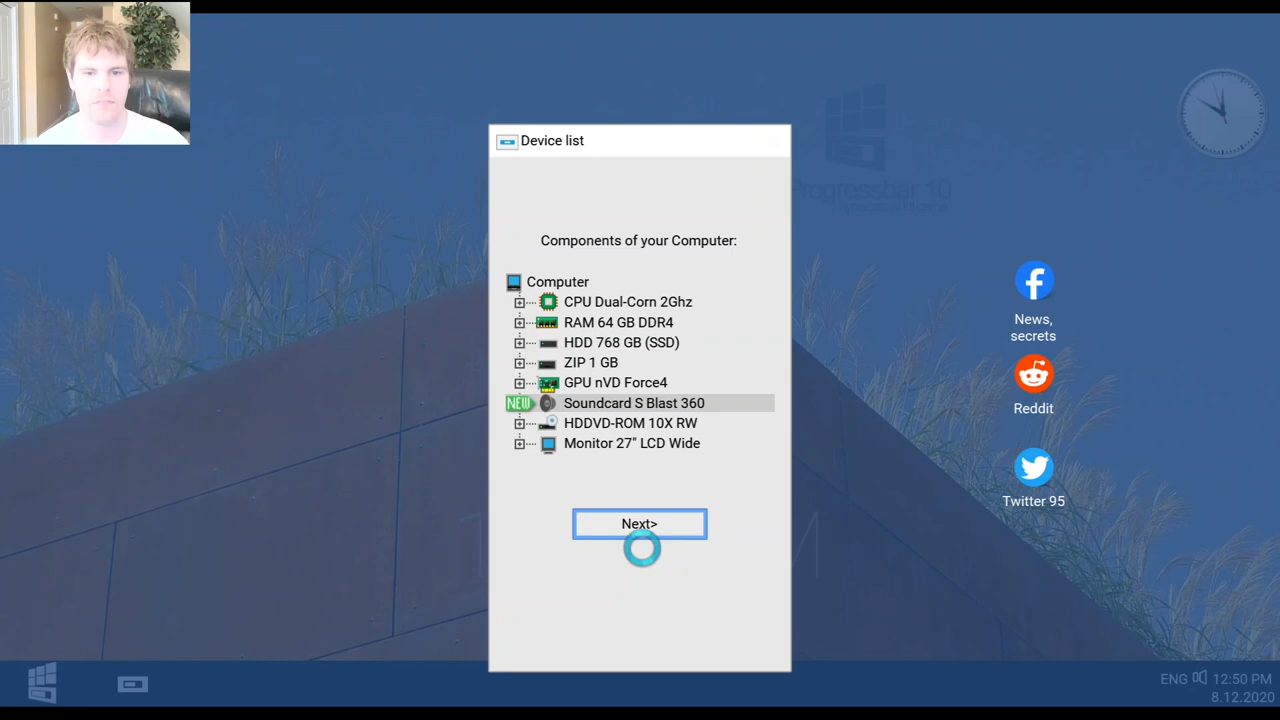 Device list
Progressbar 10
Components of your Computer:
Computer
CPU Dual-Corn 2Ghz
RAM 64 GB DDR4
HDD 768 GB (SSD)
ZIP 1 GB
GPU nVD Force4
NEW Soundcard S Blast 360
HDDVD-ROM 10X RW
Monitor 27" LCD Wide
Next>
News,
secrets
Reddit
Twitter 95
ENG 12:50 PM
8.12.2020